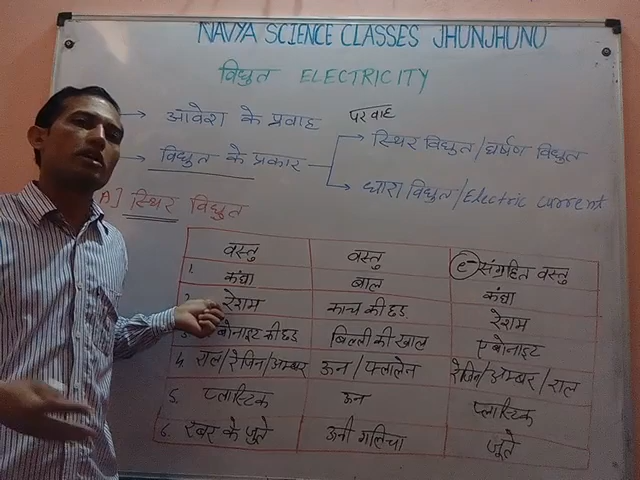 NAVYA SCIENCE CLASSES JHUNJHUNU
विधुत ELECTRICITY
→ आवेश के प्रवाह परवाह
→ विधुत के प्रकार → स्थिर विधुत/घर्षण विधुत
→ धारा विधुत/Electric current
A] स्थिर विधुत
वस्तु वस्तु e- संग्रहित वस्तु
1. कंघा बाल कंघा
2. रेशम काच की छड रेशम
3. एबोनाइट की छड बिल्ली की खाल एबोनाइट
4. राल/रेजिन/अम्बर ऊन/फ्लालेन रेजिन/अम्बर/राल
5. प्लास्टिक ऊन प्लास्टिक
6. रबर के जुते ऊनी गलिचा जूते